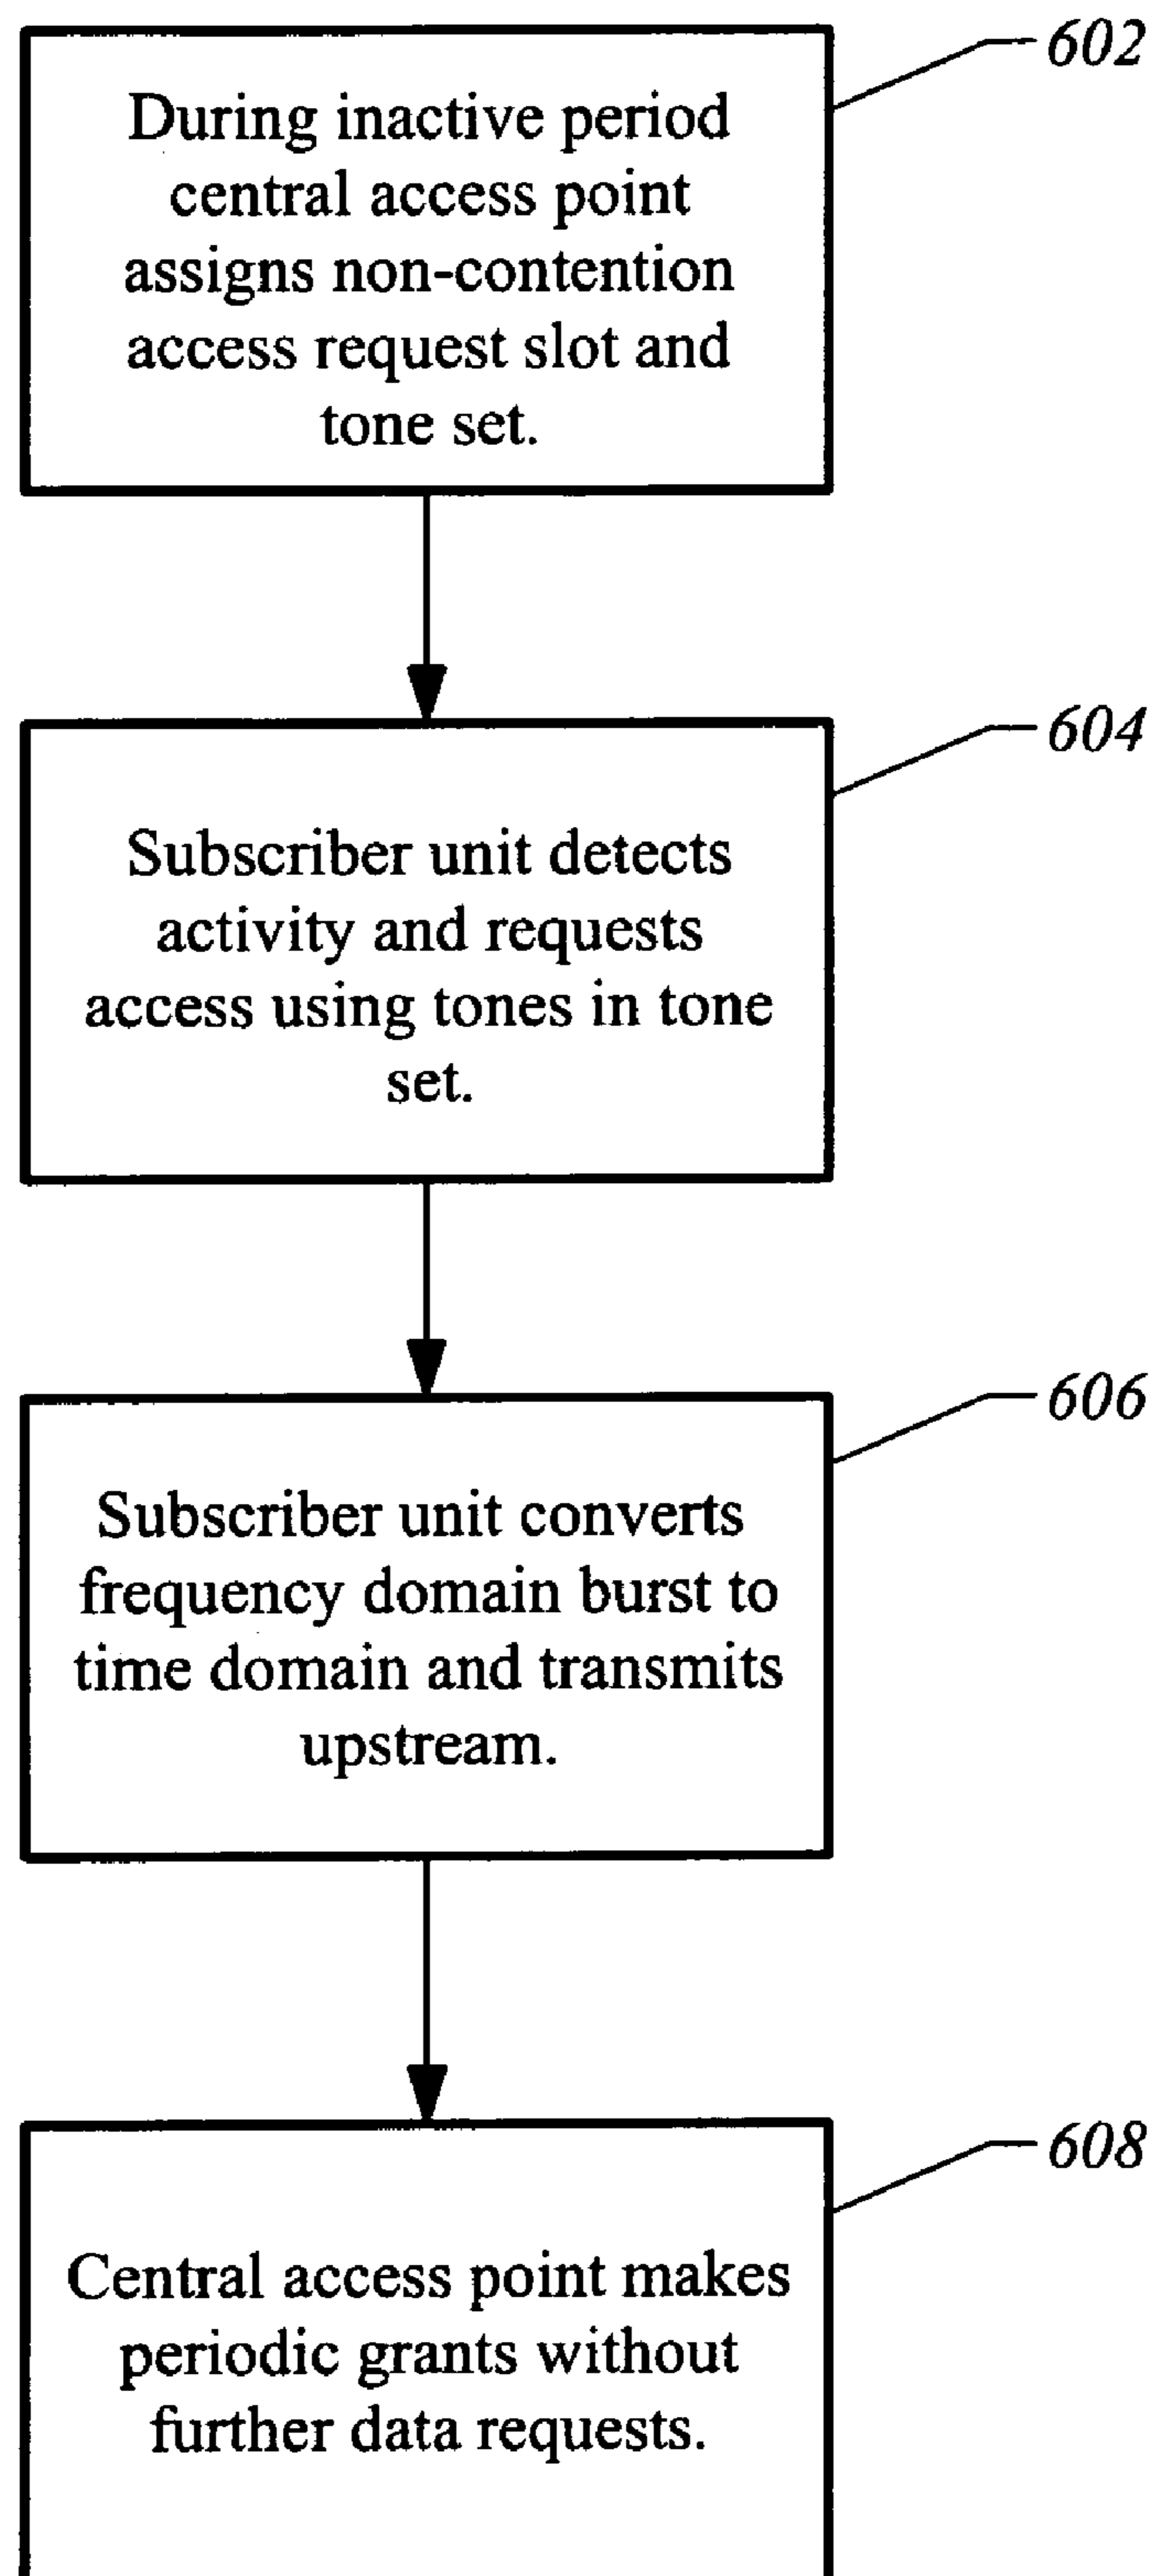 602
During inactive period
central access point
assigns non-contention
access request slot and
tone set.
604
Subscriber unit detects
activity and requests
access using tones in tone
set.
606
Subscriber unit converts
frequency domain burst to
time domain and transmits
upstream.
608
Central access point makes
periodic grants without
further data requests.